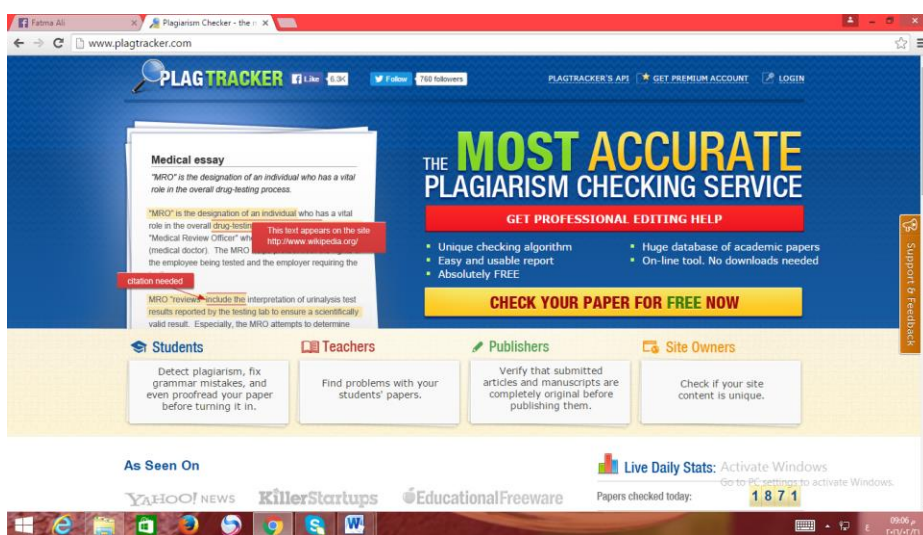 Fatma Ali
Plagiarism Checker - the
www.plagtracker.com
PLAGTRACKER Like 6.3K Follow 760 followers PLAGTRACKER'S API GET PREMIUM ACCOUNT LOGIN
Medical essay
"MRO" is the designation of an individual who has a vital
role in the overall drug-testing process.
"MRO" is the designation of an individual who has a vital
role in the overall drug-testin
"Medical Review Officer" wh
(medical doctor). The MRO
the employee being tested and the employer requiring the
This text appears on the site
http://www.wikipedia.org/
citation needed
MRO "reviews" include the interpretation of urinalysis test
results reported by the testing lab to ensure a scientifically
valid result. Especially, the MRO attempts to determine
THE MOST ACCURATE
PLAGIARISM CHECKING SERVICE
GET PROFESSIONAL EDITING HELP
Unique checking algorithm
Easy and usable report
Absolutely FREE
Huge database of academic papers
On-line tool. No downloads needed
CHECK YOUR PAPER FOR FREE NOW
Support & Feedback
Students
Detect plagiarism, fix
grammar mistakes, and
even proofread your paper
before turning it in.
Teachers
Find problems with your
students' papers.
Publishers
Verify that submitted
articles and manuscripts are
completely original before
publishing them.
Site Owners
Check if your site
content is unique.
As Seen On
YAHOO! NEWS KillerStartups EducationalFreeware
Live Daily Stats:
Papers checked today: 1871
Activate Windows
Go to PC settings to activate Windows.